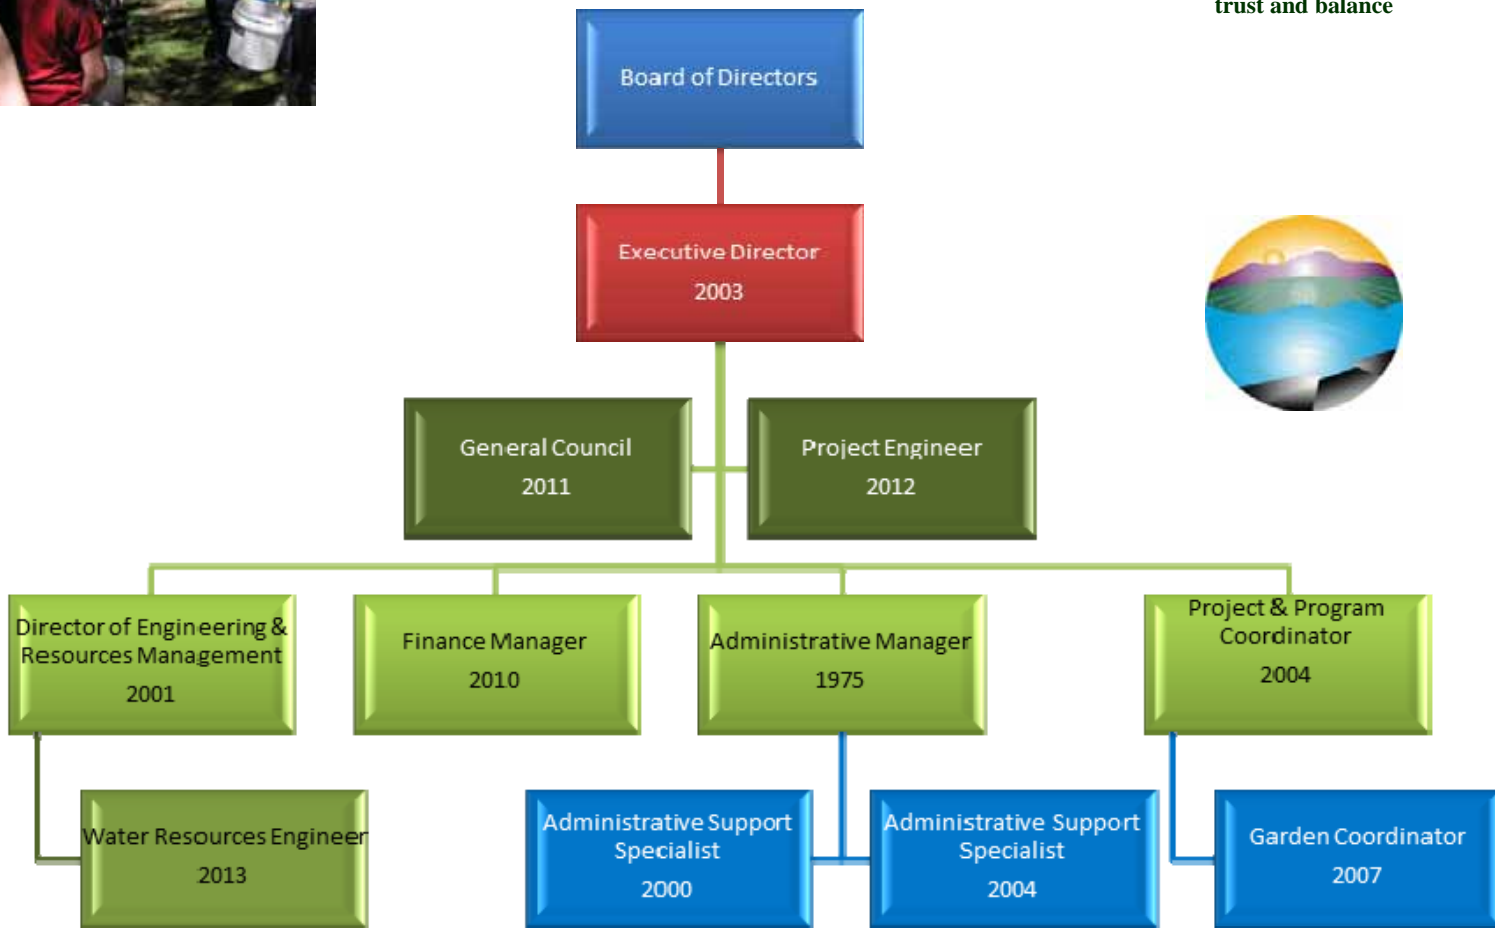 trust and balance
Board of Directors
Executive Director
2003
General Council
2011
Project Engineer
2012
Director of Engineering &
Resources Management
2001
Finance Manager
2010
Administrative Manager
1975
Project & Program
Coordinator
2004
Water Resources Engineer
2013
Administrative Support
Specialist
2000
Administrative Support
Specialist
2004
Garden Coordinator
2007